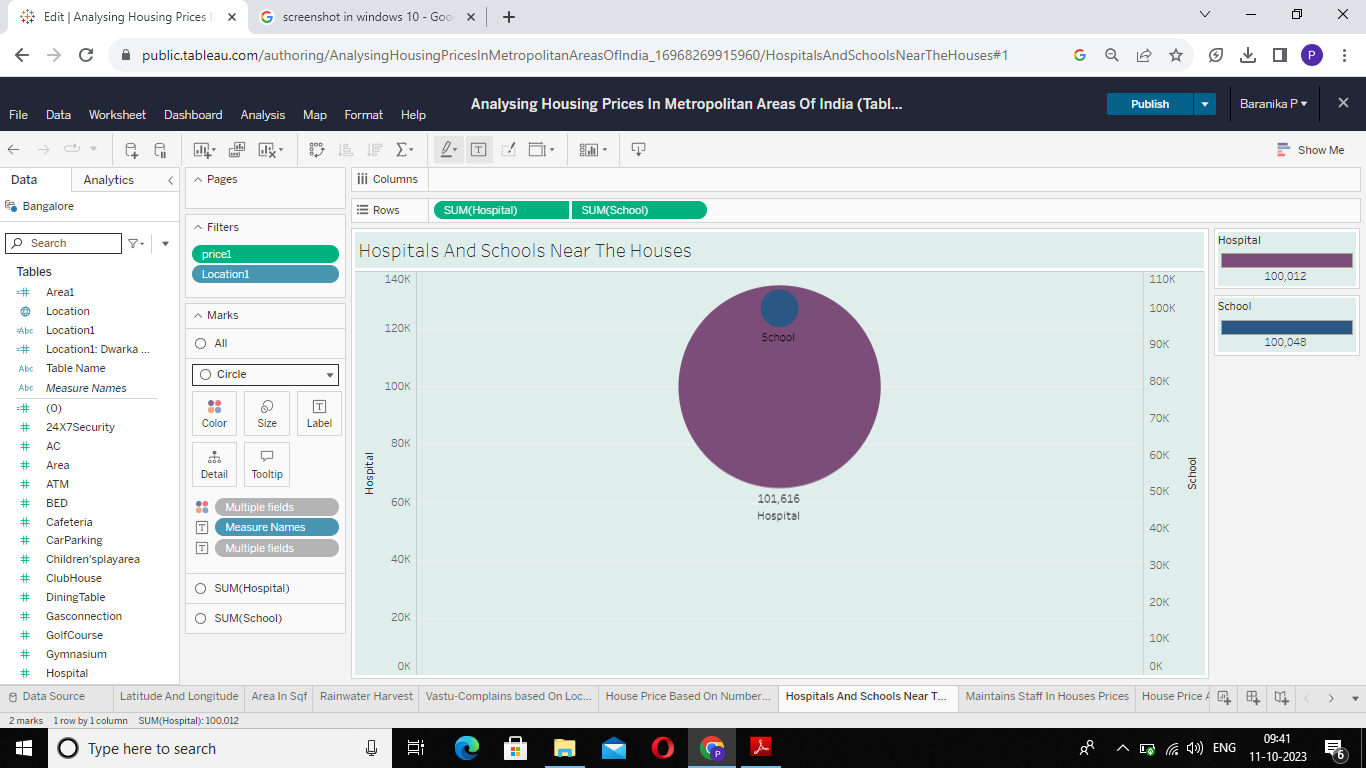 Edit | Analysing Housing Prices I
screenshot in windows 10 - Goo
public.tableau.com/authoring/AnalysingHousingPricesInMetropolitanAreasOfIndia_16968269915960/HospitalsAndSchoolsNearTheHouses#1
P
Analysing Housing Prices In Metropolitan Areas Of India (Tabl...
Publish
Baranika P
File Data Worksheet Dashboard Analysis Map Format Help
Show Me
Data Analytics
Bangalore
Search
Tables
Area1
Location
Abc Location1
Location1: Dwarka ...
Abc Table Name
Abc Measure Names
(0)
24X7Security
AC
Area
ATM
BED
Cafeteria
CarParking
Children'splayarea
ClubHouse
DiningTable
Gasconnection
GolfCourse
Gymnasium
Hospital
Pages
Filters
price1
Location1
Marks
All
Circle
Color Size Label
Detail Tooltip
Multiple fields
Measure Names
Multiple fields
SUM(Hospital)
SUM(School)
Columns
Rows SUM(Hospital) SUM(School)
Hospitals And Schools Near The Houses
140K
120K
100K
80K
60K
40K
20K
0K
Hospital
School
101,616
Hospital
110K
100K
90K
80K
70K
60K
50K
40K
30K
20K
10K
0K
School
Hospital
100,012
School
100,048
Data Source Latitude And Longitude Area In Sqf Rainwater Harvest Vastu-Complains based On Loc... House Price Based On Number... Hospitals And Schools Near T... Maintains Staff In Houses Prices House Price A
2 marks 1 row by 1 column SUM(Hospital): 100,012
Type here to search
P
ENG
09:41
11-10-2023
6